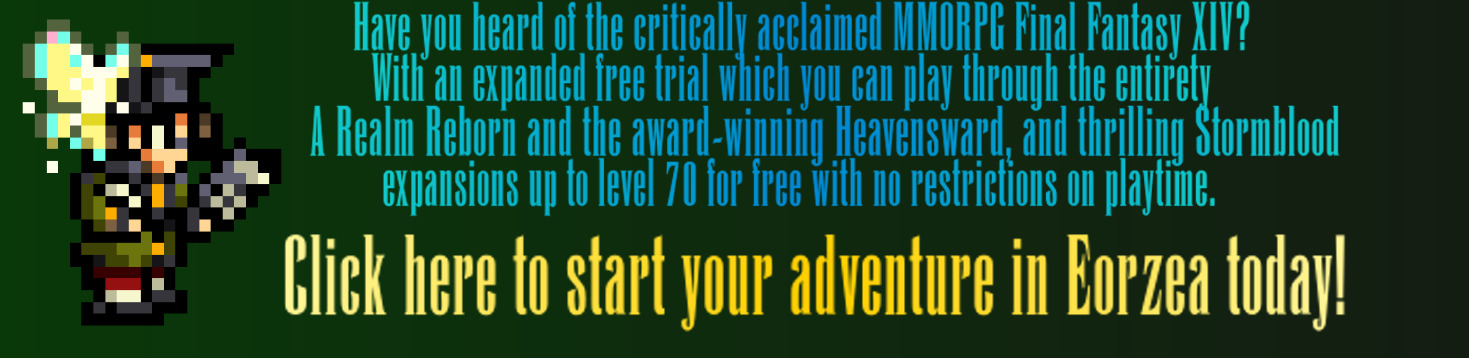 Have you heard of the critically acclaimed MMORPG Final Fantasy XIV?
With an expanded free trial which you can play through the entirety
A Realm Reborn and the award-winning Heavensward, and thrilling Stormblood
expansions up to level 70 for free with no restrictions on playtime.
Click here to start your adventure in Eorzea today!